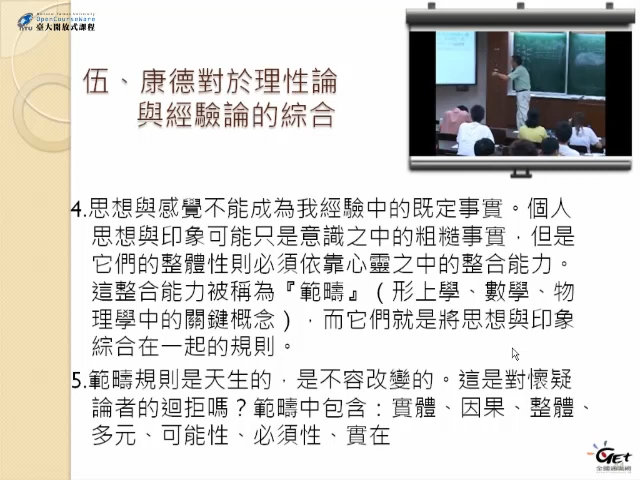 OpenCourseWare
NTU 臺大開放式課程
伍、康德對於理性論
與經驗論的綜合
4.思想與感覺不能成為我經驗中的既定事實。個人
思想與印象可能只是意識之中的粗糙事實，但是
它們的整體性則必須依靠心靈之中的整合能力。
這整合能力被稱為『範疇』（形上學、數學、物
理學中的關鍵概念），而它們就是將思想與印象
綜合在一起的規則。
5.範疇規則是天生的，是不容改變的。這是對懷疑
論者的迴拒嗎？範疇中包含：實體、因果、整體、
多元、可能性、必須性、實在
GET